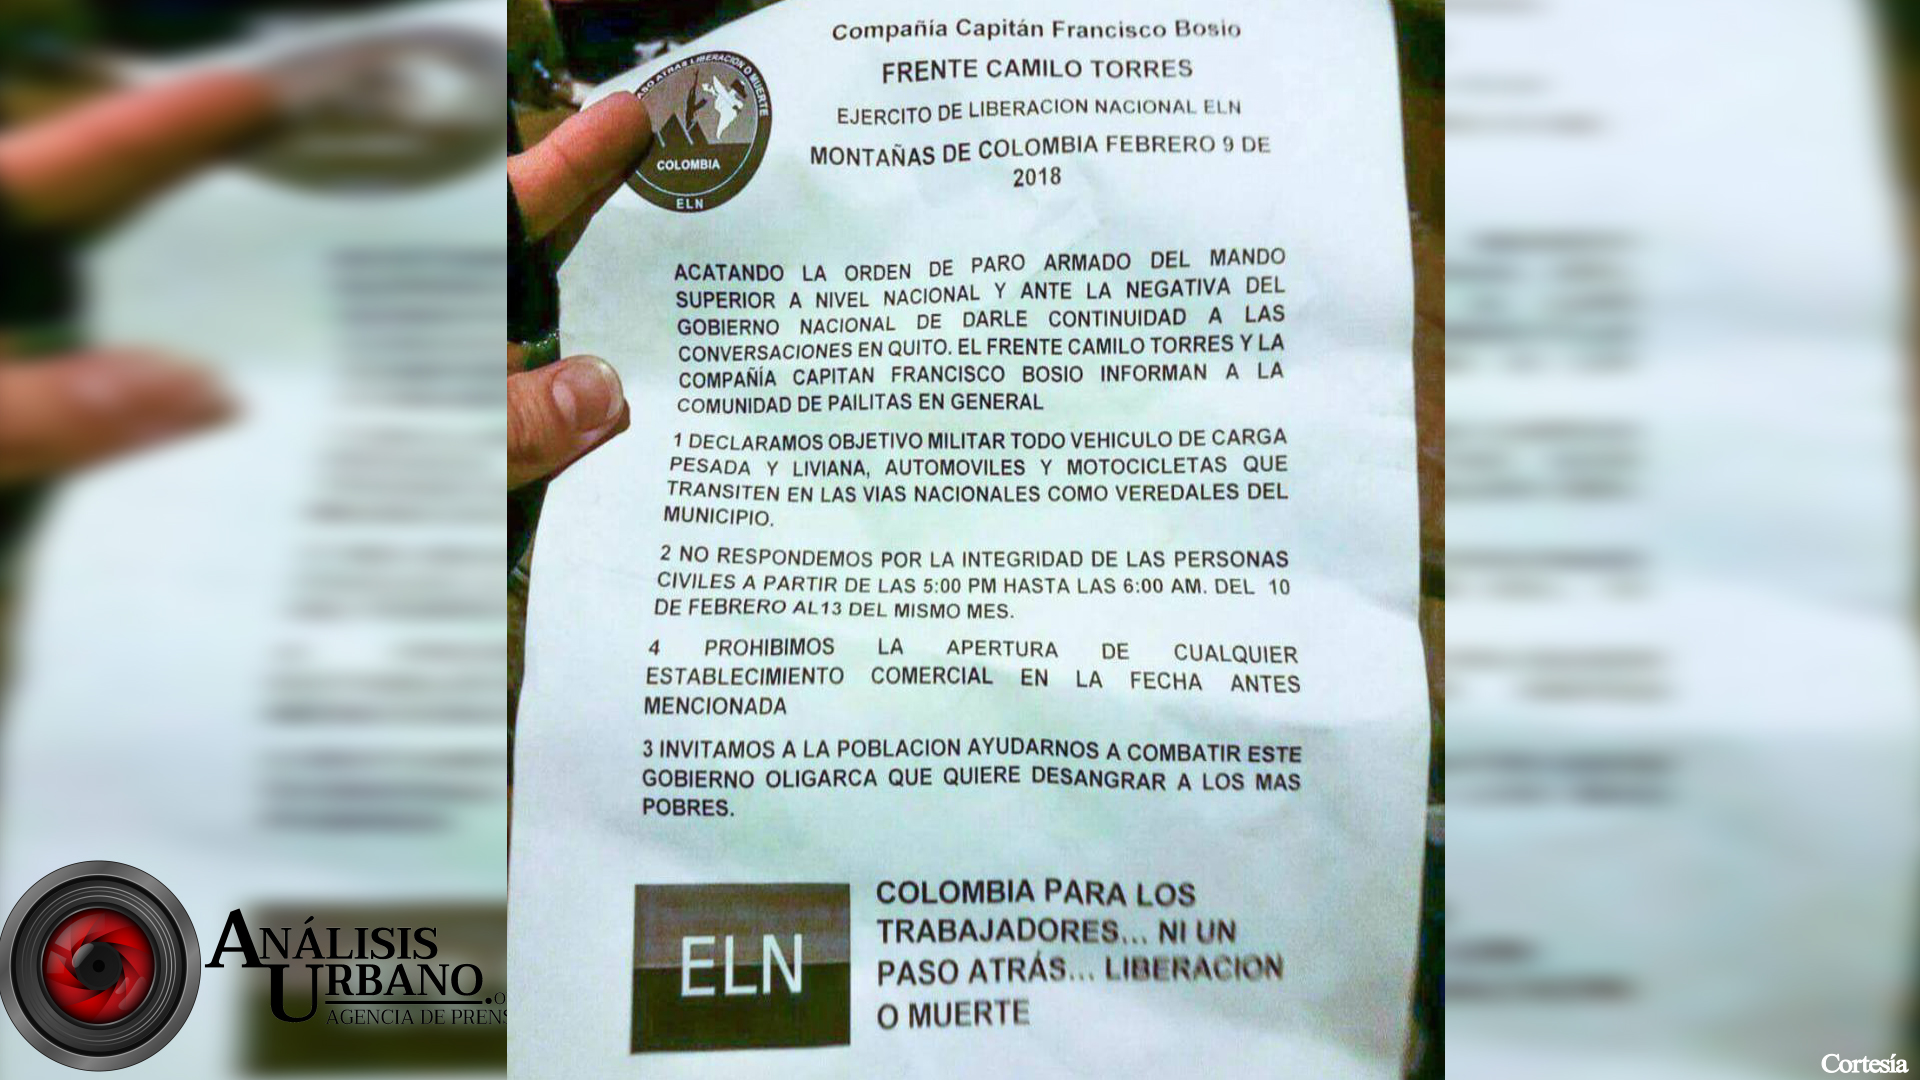 Compañía Capitán Francisco Bosio
FRENTE CAMILO TORRES
EJERCITO DE LIBERACION NACIONAL ELN
MONTAÑAS DE COLOMBIA FEBRERO 9 DE
2018
PASO ATRAS LIBERACIÓN O MUERTE
COLOMBIA
ELN
ACATANDO LA ORDEN DE PARO ARMADO DEL MANDO
SUPERIOR A NIVEL NACIONAL Y ANTE LA NEGATIVA DEL
GOBIERNO NACIONAL DE DARLE CONTINUIDAD A LAS
CONVERSACIONES EN QUITO. EL FRENTE CAMILO TORRES Y LA
COMPAÑÍA CAPITAN FRANCISCO BOSIO INFORMAN A LA
COMUNIDAD DE PAILITAS EN GENERAL
1 DECLARAMOS OBJETIVO MILITAR TODO VEHICULO DE CARGA
PESADA Y LIVIANA, AUTOMOVILES Y MOTOCICLETAS QUE
TRANSITEN EN LAS VIAS NACIONALES COMO VEREDALES DEL
MUNICIPIO.
2 NO RESPONDEMOS POR LA INTEGRIDAD DE LAS PERSONAS
CIVILES A PARTIR DE LAS 5:00 PM HASTA LAS 6:00 AM. DEL 10
DE FEBRERO AL13 DEL MISMO MES.
4 PROHIBIMOS LA APERTURA DE CUALQUIER
ESTABLECIMIENTO COMERCIAL EN LA FECHA ANTES
MENCIONADA
3 INVITAMOS A LA POBLACION AYUDARNOS A COMBATIR ESTE
GOBIERNO OLIGARCA QUE QUIERE DESANGRAR A LOS MAS
POBRES.
ELN
COLOMBIA PARA LOS
TRABAJADORES... NI UN
PASO ATRÁS... LIBERACION
O MUERTE
ANÁLISIS
URBANO.O
AGENCIA DE PRENS
Cortesía